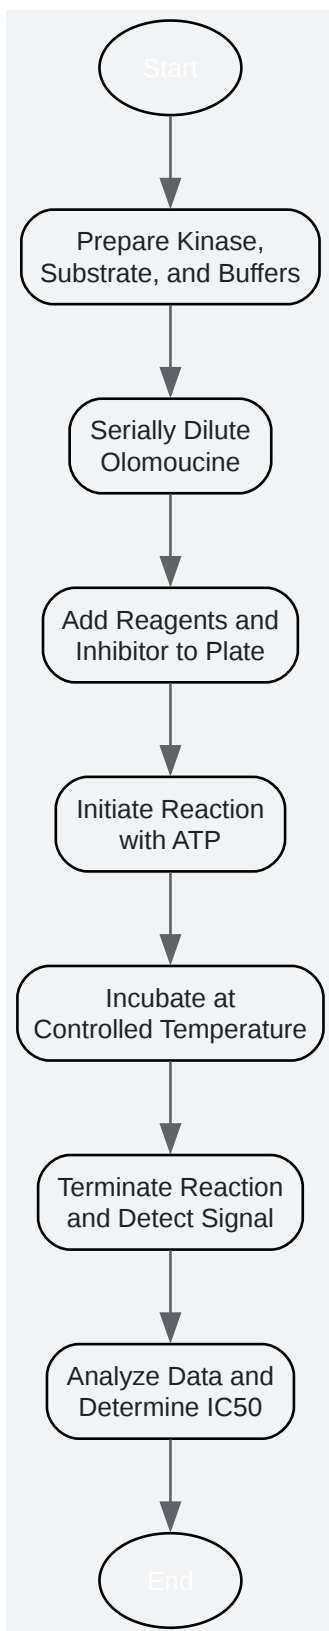 Start
Prepare Kinase,
Substrate, and Buffers
Serially Dilute
Olomoucine
Add Reagents and
Inhibitor to Plate
Initiate Reaction
with ATP
Incubate at
Controlled Temperature
Terminate Reaction
and Detect Signal
Analyze Data and
Determine IC50
End